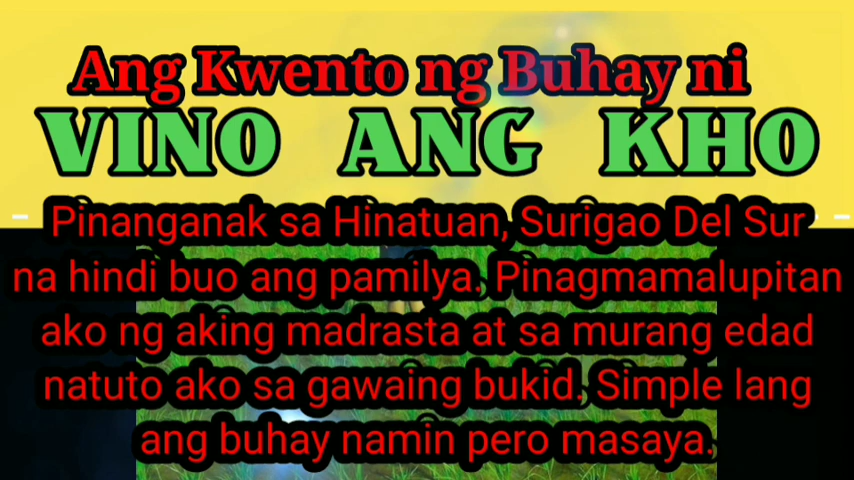 Ang Kwento ng Buhay ni
VINO ANG KHO
Pinanganak sa Hinatuan, Surigao Del Sur
na hindi buo ang pamilya. Pinagmamalupitan
ako ng aking madrasta at sa murang edad
natuto ako sa gawaing bukid. Simple lang
ang buhay namin pero masaya.